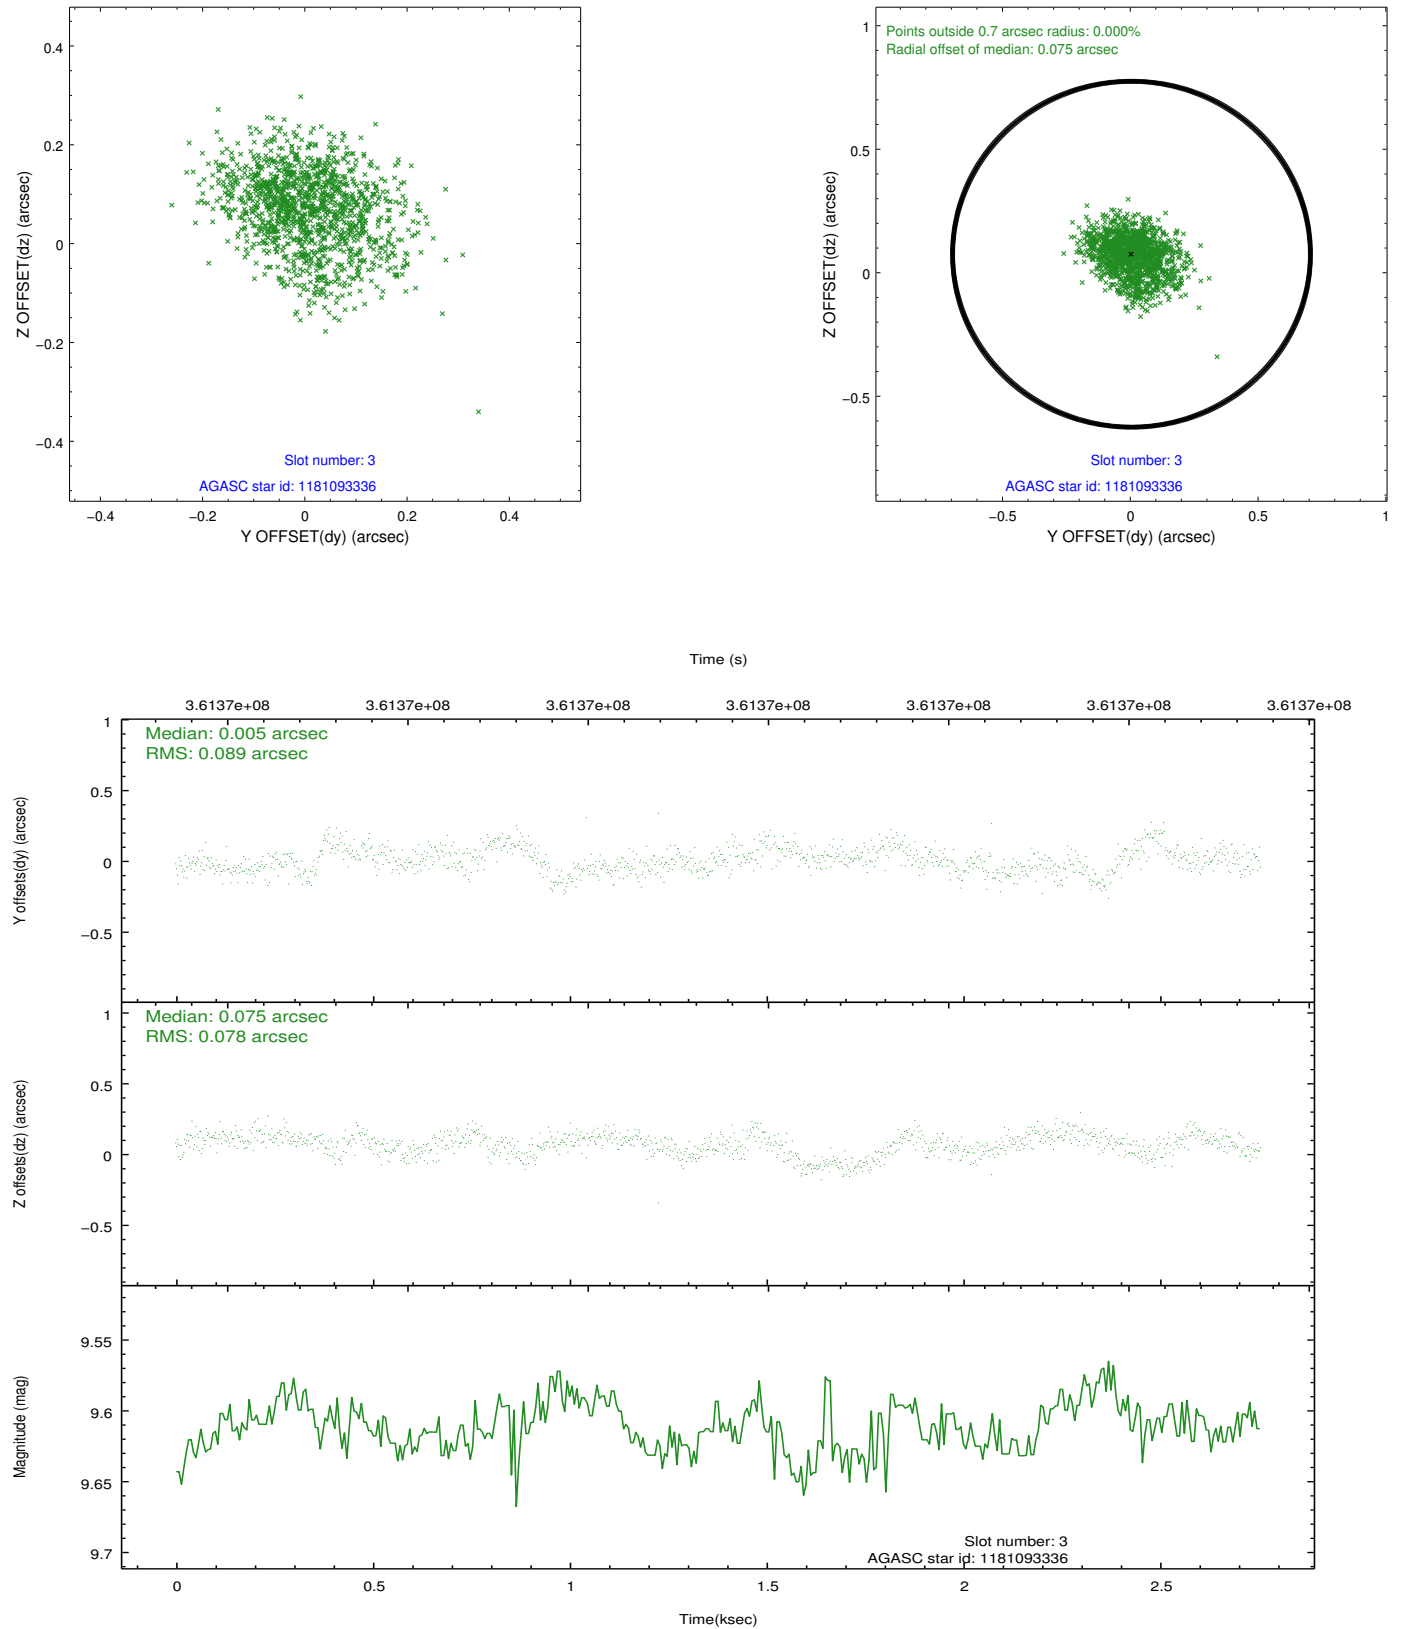 0.4
0.2
0
−0.2
−0.4
Z OFFSET(dz) (arcsec)
Slot number: 3
AGASC star id: 1181093336
−0.4 −0.2 0 0.2 0.4
Y OFFSET(dy) (arcsec)
Points outside 0.7 arcsec radius: 0.000%
Radial offset of median: 0.075 arcsec
1
0.5
0
−0.5
Z OFFSET(dz) (arcsec)
Slot number: 3
AGASC star id: 1181093336
−0.5 0 0.5 1
Y OFFSET(dy) (arcsec)
Time (s)
3.6137e+08 3.6137e+08 3.6137e+08 3.6137e+08 3.6137e+08 3.6137e+08 3.6137e+08
Median: 0.005 arcsec
RMS: 0.089 arcsec
1
0.5
0
−0.5
Y offsets(dy) (arcsec)
Median: 0.075 arcsec
RMS: 0.078 arcsec
1
0.5
0
−0.5
Z offsets(dz) (arcsec)
9.55
9.6
9.65
9.7
Magnitude (mag)
Slot number: 3
AGASC star id: 1181093336
0 0.5 1 1.5 2 2.5
Time(ksec)